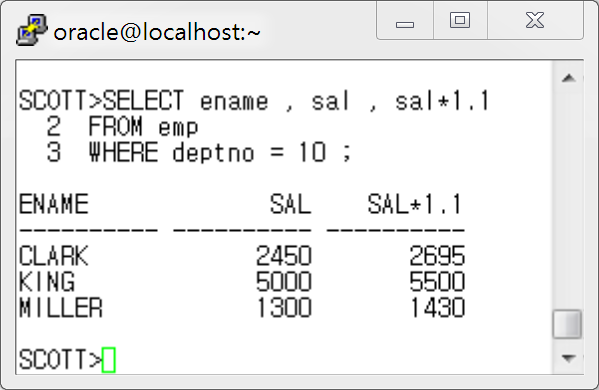 oracle@localhost:~
SCOTT>SELECT ename , sal , sal*1.1
  2  FROM emp
  3  WHERE deptno = 10 ;
ENAME             SAL    SAL*1.1
---------- ---------- ----------
CLARK            2450       2695
KING             5000       5500
MILLER           1300       1430
SCOTT>